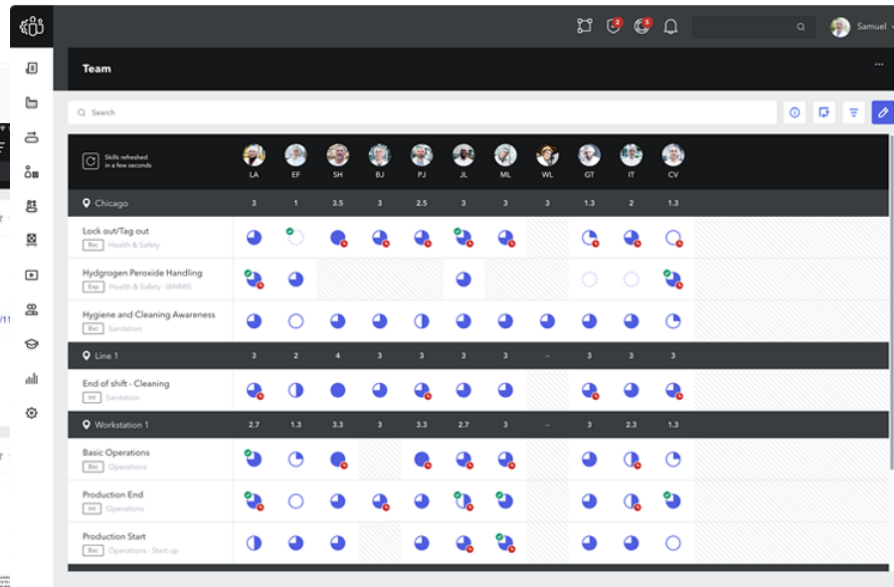 2
5
Samuel
Team
Search
Skills refreshed
in a few seconds
LA EF SH BJ PJ JL ML WL GT IT CV
Chicago 3 1 3.5 3 2.5 3 3 3 1.3 2 1.3
Lock out/Tag out
Bsc Health & Safety
Hydgrogen Peroxide Handling
Exp Health & Safety · WHMIS
Hygiene and Cleaning Awareness
Bsc Sanitation
Line 1 3 2 4 3 3 3 3 – 3 3 3
End of shift - Cleaning
Int Sanitation
Workstation 1 2.7 1.3 3.3 3 3.3 2.7 3 – 3 2.3 1.3
Basic Operations
Bsc Operations
Production End
Int Operations
Production Start
Bsc Operations · Start up